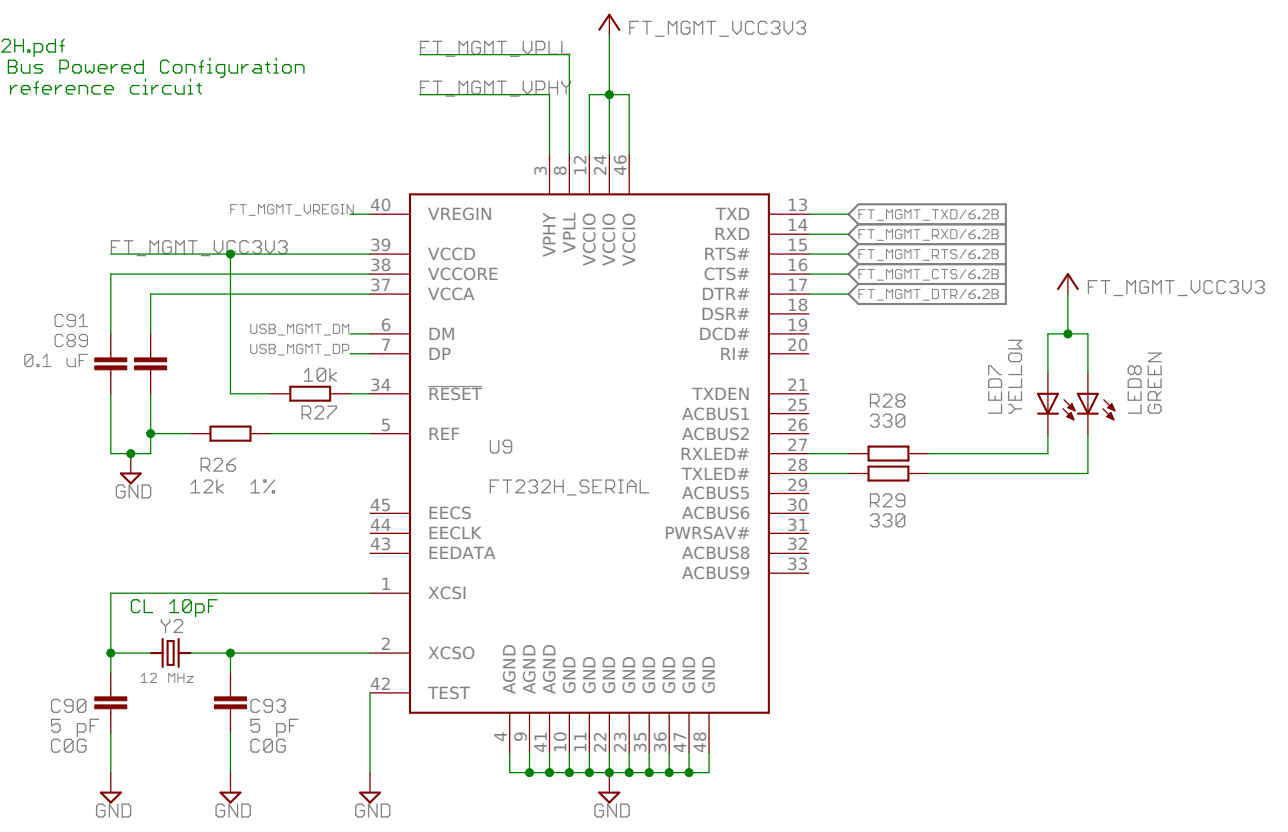 FT_MGMT_VCC3V3
2H.pdf
Bus Powered Configuration
reference circuit
FT_MGMT_VPLL
FT_MGMT_VPHY
3
8
12
24
46
FT_MGMT_VREGIN
40
VREGIN
VPHY
VPLL
VCCIO
VCCIO
VCCIO
TXD
13
FT_MGMT_TXD/6.2B
RXD
14
FT_MGMT_RXD/6.2B
FT_MGMT_VCC3V3
39
VCCD
RTS#
15
FT_MGMT_RTS/6.2B
38
VCCORE
CTS#
16
FT_MGMT_CTS/6.2B
37
VCCA
DTR#
17
FT_MGMT_DTR/6.2B
FT_MGMT_VCC3V3
DSR#
18
C91
C89
0.1 uF
USB_MGMT_DM
6
DM
DCD#
19
USB_MGMT_DP
7
DP
RI#
20
10k
R27
34
RESET
TXDEN
21
ACBUS1
25
LED7
YELLOW
LED8
GREEN
R28
330
5
REF
ACBUS2
26
U9
RXLED#
27
R26
12k 1%
GND
TXLED#
28
FT232H_SERIAL
ACBUS5
29
R29
330
45
EECS
ACBUS6
30
44
EECLK
PWRSAV#
31
43
EEDATA
ACBUS8
32
ACBUS9
33
1
XCSI
CL 10pF
Y2
12 MHz
2
XCSO
42
TEST
AGND
AGND
AGND
GND
GND
GND
GND
GND
GND
GND
GND
C90
5 pF
C0G
C93
5 pF
C0G
4
9
41
10
11
22
23
35
36
47
48
GND
GND
GND
GND